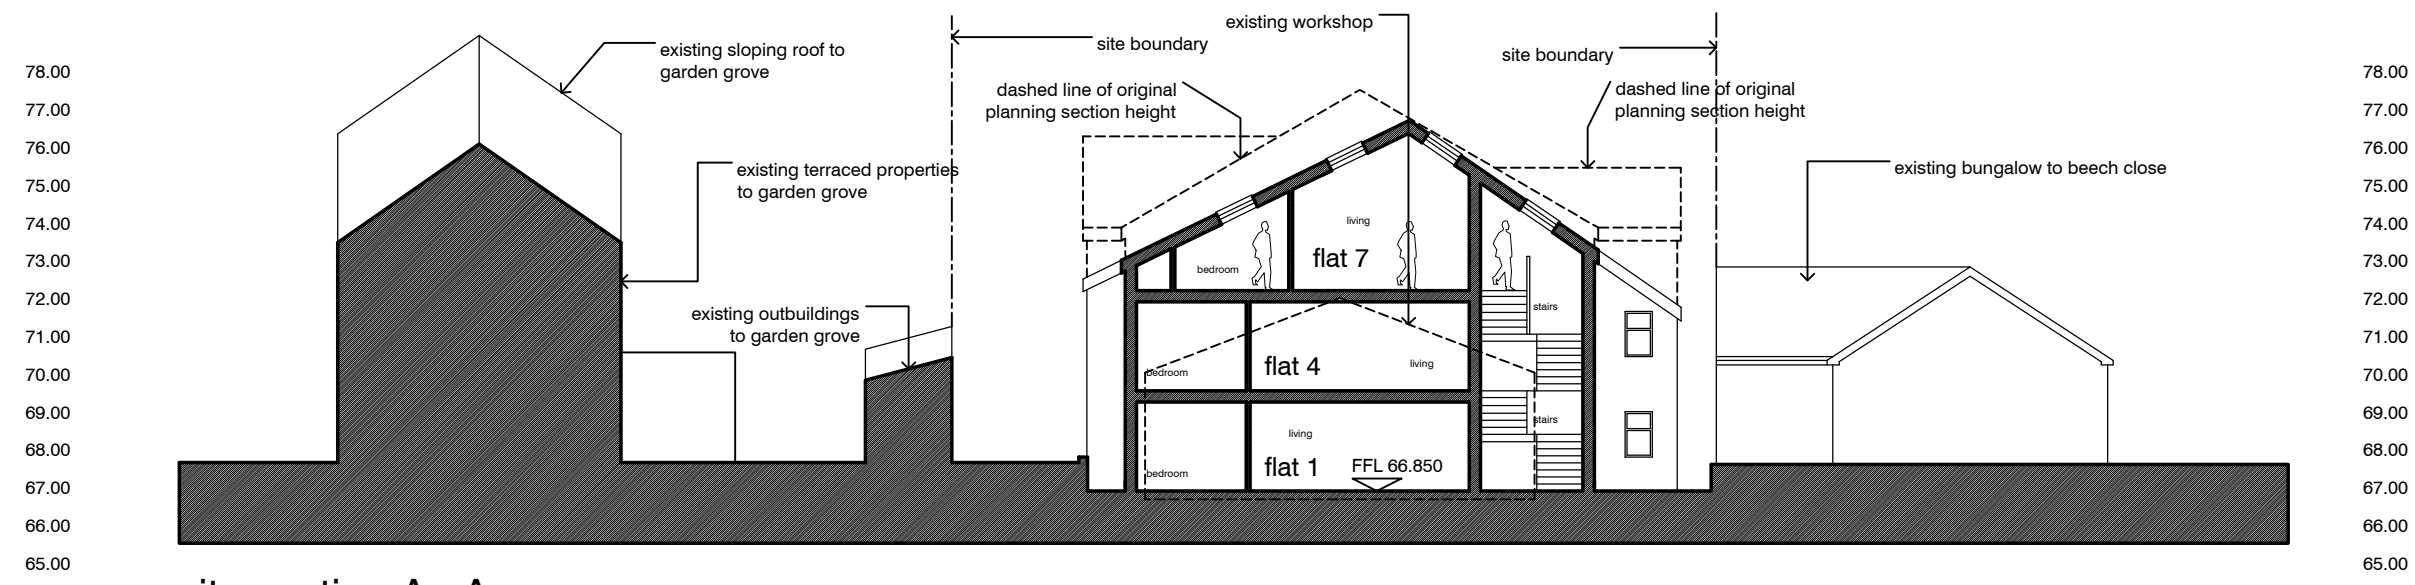 existing workshop
site boundary
site boundary
existing sloping roof to
garden grove
dashed line of original
planning section height
dashed line of original
planning section height
existing terraced properties
to garden grove
existing bungalow to beech close
existing outbuildings
to garden grove
78.00
77.00
76.00
75.00
74.00
73.00
72.00
71.00
70.00
69.00
68.00
67.00
66.00
65.00
living
flat 7
bedroom
stairs
flat 4
living
bedroom
stairs
living
flat 1
FFL 66.850
bedroom
78.00
77.00
76.00
75.00
74.00
73.00
72.00
71.00
70.00
69.00
68.00
67.00
66.00
65.00